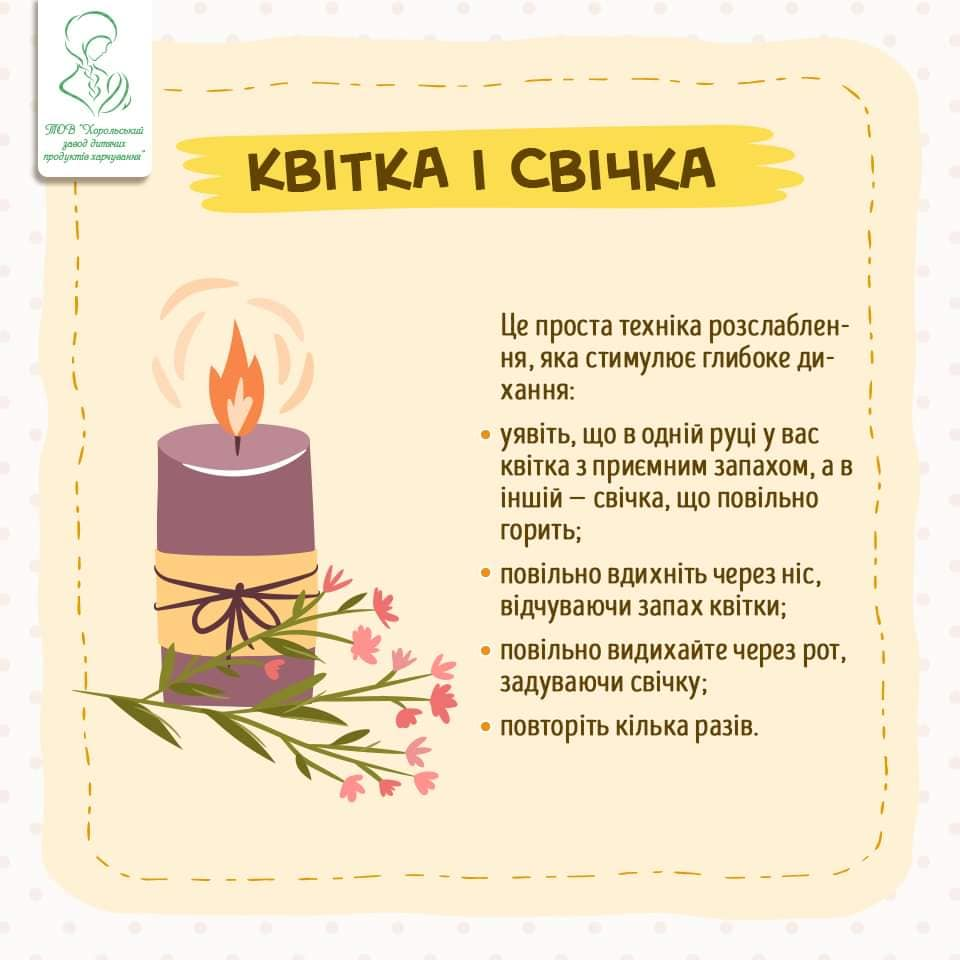 ТОВ "Хорольський
завод дитячих
продуктів харчування"
КВІТКА І СВІЧКА
Це проста техніка розслаблен-
ня, яка стимулює глибоке ди-
хання:
• уявіть, що в одній руці у вас
квітка з приємним запахом, а в
іншій – свічка, що повільно
горить;
• повільно вдихніть через ніс,
відчуваючи запах квітки;
• повільно видихайте через рот,
задуваючи свічку;
• повторіть кілька разів.